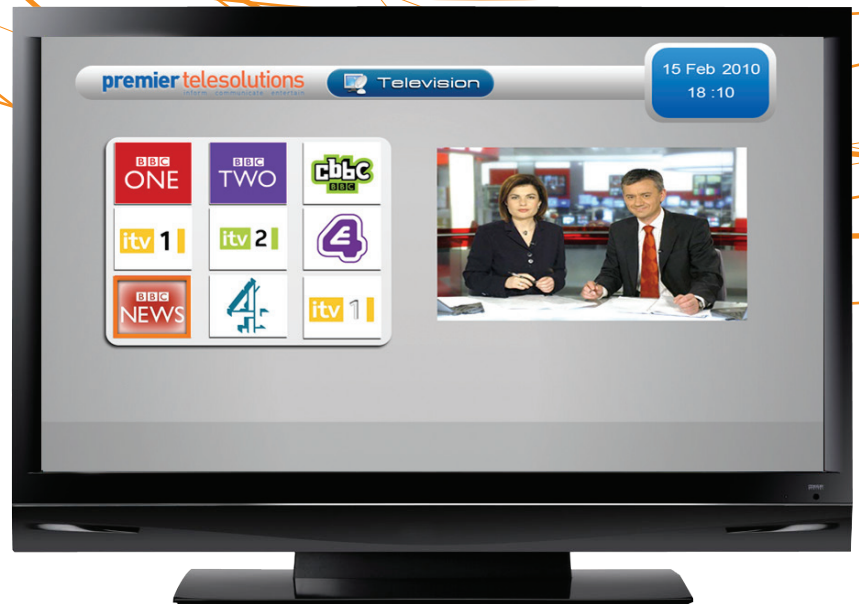 premier telesolutions
inform . communicate . entertain
Television
15 Feb 2010
18 :10
BBC
ONE
BBC
TWO
cbbc
BBC
itv 1
itv 2
E4
BBC
NEWS
4
itv 1